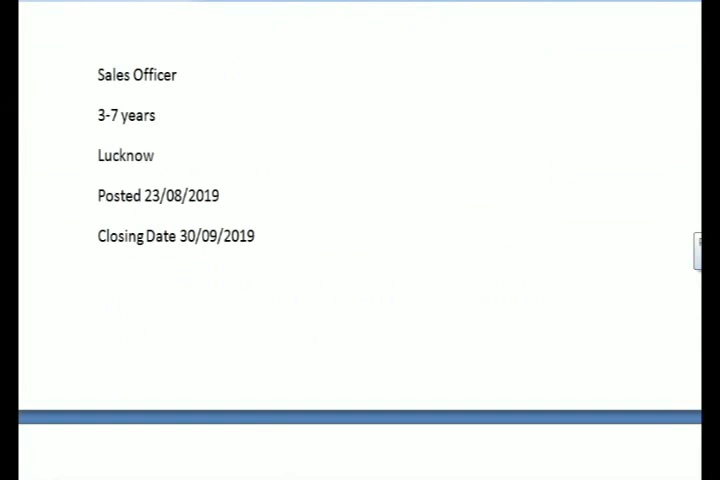 Sales Officer
3-7 years
Lucknow
Posted 23/08/2019
Closing Date 30/09/2019